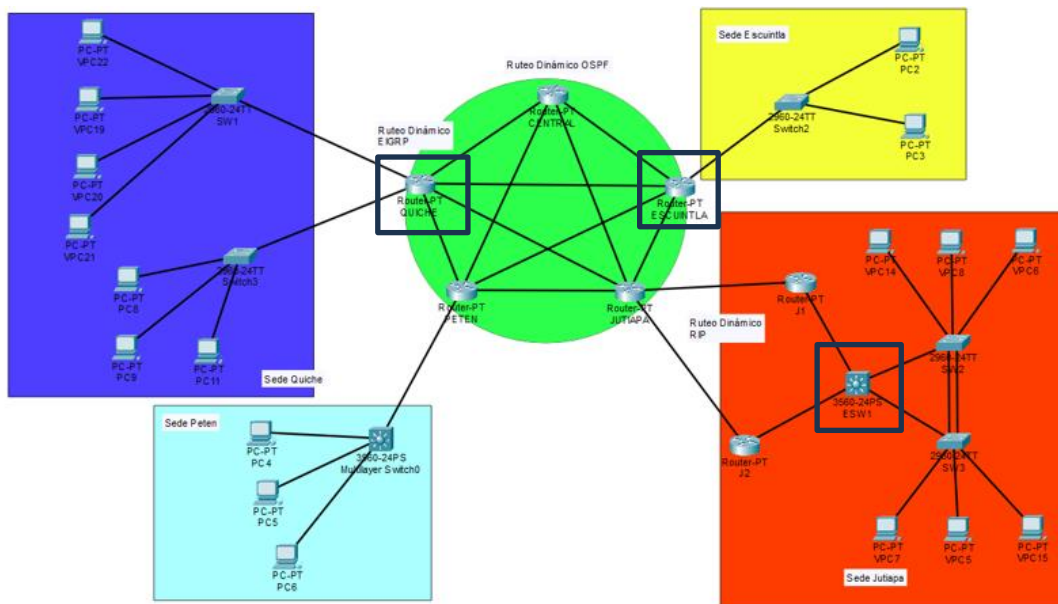 PC-PT
VPC22
PC-PT
VPC19
PC-PT
VPC20
PC-PT
VPC21
2960-24TT
SW1
2960-24TT
Switch3
PC-PT
PC8
PC-PT
PC9
PC-PT
PC11
Sede Quiche
Ruteo Dinámico
EIGRP
Ruteo Dinámico OSPF
Router-PT
CENTRAL
Router-PT
QUICHE
Router-PT
ESCUINTLA
Router-PT
PETEN
Router-PT
JUTIAPA
Sede Escuintla
PC-PT
PC2
2960-24TT
Switch2
PC-PT
PC3
Ruteo Dinámico
RIP
PC-PT
VPC14
PC-PT
VPC8
PC-PT
VPC6
Router-PT
J1
2960-24TT
SW2
3560-24PS
ESW1
Router-PT
J2
2960-24TT
SW3
PC-PT
VPC7
PC-PT
VPC5
PC-PT
VPC15
Sede Jutiapa
Sede Peten
PC-PT
PC4
3560-24PS
Multilayer Switch0
PC-PT
PC5
PC-PT
PC6